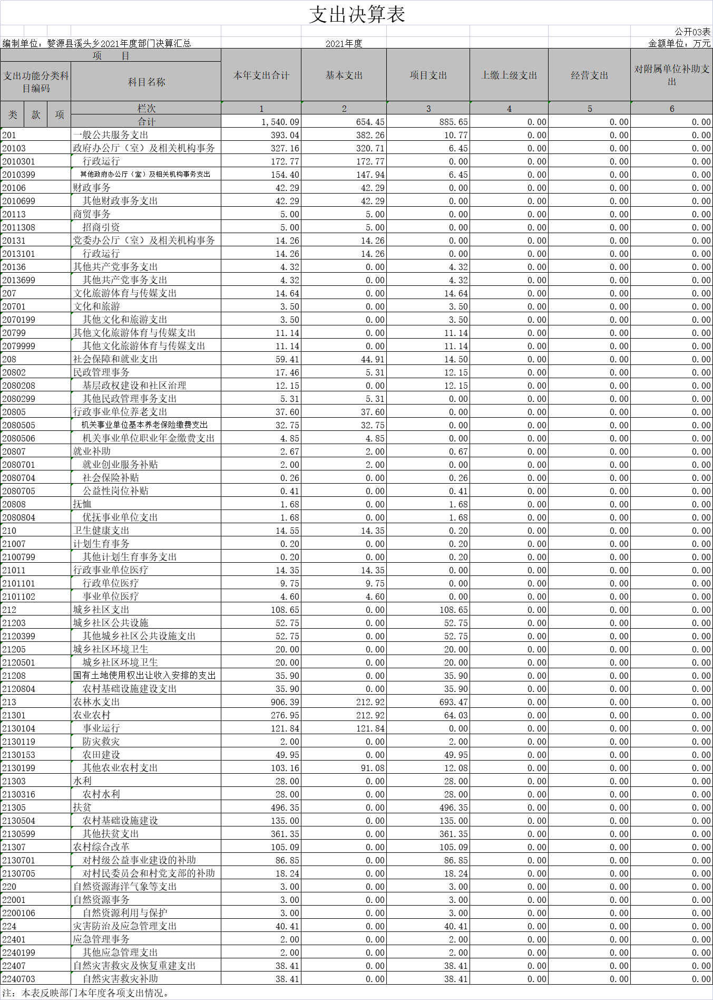 支出决算表
公开03表
编制单位：婺源县溪头乡2021年度部门决算汇总 2021年度 金额单位：万元
项　　目 本年支出合计 基本支出 项目支出 上缴上级支出 经营支出 对附属单位补助支出
支出功能分类科目编码 科目名称
类 款 项 栏次 1 2 3 4 5 6
合计 1,540.09 654.45 885.65 0.00 0.00 0.00
201 一般公共服务支出 393.04 382.26 10.77 0.00 0.00 0.00
20103 政府办公厅（室）及相关机构事务 327.16 320.71 6.45 0.00 0.00 0.00
2010301 行政运行 172.77 172.77 0.00 0.00 0.00 0.00
2010399 其他政府办公厅（室）及相关机构事务支出 154.40 147.94 6.45 0.00 0.00 0.00
20106 财政事务 42.29 42.29 0.00 0.00 0.00 0.00
2010699 其他财政事务支出 42.29 42.29 0.00 0.00 0.00 0.00
20113 商贸事务 5.00 5.00 0.00 0.00 0.00 0.00
2011308 招商引资 5.00 5.00 0.00 0.00 0.00 0.00
20131 党委办公厅（室）及相关机构事务 14.26 14.26 0.00 0.00 0.00 0.00
2013101 行政运行 14.26 14.26 0.00 0.00 0.00 0.00
20136 其他共产党事务支出 4.32 0.00 4.32 0.00 0.00 0.00
2013699 其他共产党事务支出 4.32 0.00 4.32 0.00 0.00 0.00
207 文化旅游体育与传媒支出 14.64 0.00 14.64 0.00 0.00 0.00
20701 文化和旅游 3.50 0.00 3.50 0.00 0.00 0.00
2070199 其他文化和旅游支出 3.50 0.00 3.50 0.00 0.00 0.00
20799 其他文化旅游体育与传媒支出 11.14 0.00 11.14 0.00 0.00 0.00
2079999 其他文化旅游体育与传媒支出 11.14 0.00 11.14 0.00 0.00 0.00
208 社会保障和就业支出 59.41 44.91 14.50 0.00 0.00 0.00
20802 民政管理事务 17.46 5.31 12.15 0.00 0.00 0.00
2080208 基层政权建设和社区治理 12.15 0.00 12.15 0.00 0.00 0.00
2080299 其他民政管理事务支出 5.31 5.31 0.00 0.00 0.00 0.00
20805 行政事业单位养老支出 37.60 37.60 0.00 0.00 0.00 0.00
2080505 机关事业单位基本养老保险缴费支出 32.75 32.75 0.00 0.00 0.00 0.00
2080506 机关事业单位职业年金缴费支出 4.85 4.85 0.00 0.00 0.00 0.00
20807 就业补助 2.67 2.00 0.67 0.00 0.00 0.00
2080701 就业创业服务补贴 2.00 2.00 0.00 0.00 0.00 0.00
2080704 社会保险补贴 0.26 0.00 0.26 0.00 0.00 0.00
2080705 公益性岗位补贴 0.41 0.00 0.41 0.00 0.00 0.00
20808 抚恤 1.68 0.00 1.68 0.00 0.00 0.00
2080804 优抚事业单位支出 1.68 0.00 1.68 0.00 0.00 0.00
210 卫生健康支出 14.55 14.35 0.20 0.00 0.00 0.00
21007 计划生育事务 0.20 0.00 0.20 0.00 0.00 0.00
2100799 其他计划生育事务支出 0.20 0.00 0.20 0.00 0.00 0.00
21011 行政事业单位医疗 14.35 14.35 0.00 0.00 0.00 0.00
2101101 行政单位医疗 9.75 9.75 0.00 0.00 0.00 0.00
2101102 事业单位医疗 4.60 4.60 0.00 0.00 0.00 0.00
212 城乡社区支出 108.65 0.00 108.65 0.00 0.00 0.00
21203 城乡社区公共设施 52.75 0.00 52.75 0.00 0.00 0.00
2120399 其他城乡社区公共设施支出 52.75 0.00 52.75 0.00 0.00 0.00
21205 城乡社区环境卫生 20.00 0.00 20.00 0.00 0.00 0.00
2120501 城乡社区环境卫生 20.00 0.00 20.00 0.00 0.00 0.00
21208 国有土地使用权出让收入安排的支出 35.90 0.00 35.90 0.00 0.00 0.00
2120804 农村基础设施建设支出 35.90 0.00 35.90 0.00 0.00 0.00
213 农林水支出 906.39 212.92 693.47 0.00 0.00 0.00
21301 农业农村 276.95 212.92 64.03 0.00 0.00 0.00
2130104 事业运行 121.84 121.84 0.00 0.00 0.00 0.00
2130119 防灾救灾 2.00 0.00 2.00 0.00 0.00 0.00
2130153 农田建设 49.95 0.00 49.95 0.00 0.00 0.00
2130199 其他农业农村支出 103.16 91.08 12.08 0.00 0.00 0.00
21303 水利 28.00 0.00 28.00 0.00 0.00 0.00
2130316 农村水利 28.00 0.00 28.00 0.00 0.00 0.00
21305 扶贫 496.35 0.00 496.35 0.00 0.00 0.00
2130504 农村基础设施建设 135.00 0.00 135.00 0.00 0.00 0.00
2130599 其他扶贫支出 361.35 0.00 361.35 0.00 0.00 0.00
21307 农村综合改革 105.09 0.00 105.09 0.00 0.00 0.00
2130701 对村级公益事业建设的补助 86.85 0.00 86.85 0.00 0.00 0.00
2130705 对村民委员会和村党支部的补助 18.24 0.00 18.24 0.00 0.00 0.00
220 自然资源海洋气象等支出 3.00 0.00 3.00 0.00 0.00 0.00
22001 自然资源事务 3.00 0.00 3.00 0.00 0.00 0.00
2200106 自然资源利用与保护 3.00 0.00 3.00 0.00 0.00 0.00
224 灾害防治及应急管理支出 40.41 0.00 40.41 0.00 0.00 0.00
22401 应急管理事务 2.00 0.00 2.00 0.00 0.00 0.00
2240199 其他应急管理支出 2.00 0.00 2.00 0.00 0.00 0.00
22407 自然灾害救灾及恢复重建支出 38.41 0.00 38.41 0.00 0.00 0.00
2240703 自然灾害救灾补助 38.41 0.00 38.41 0.00 0.00 0.00
注：本表反映部门本年度各项支出情况。